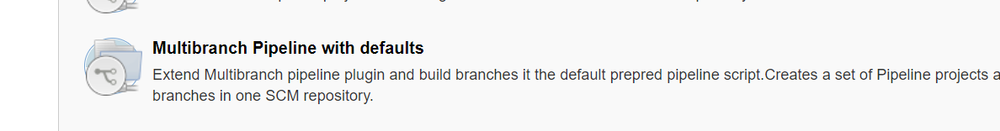 Multibranch Pipeline with defaults
Extend Multibranch pipeline plugin and build branches it the default prepred pipeline script.Creates a set of Pipeline projects a
branches in one SCM repository.